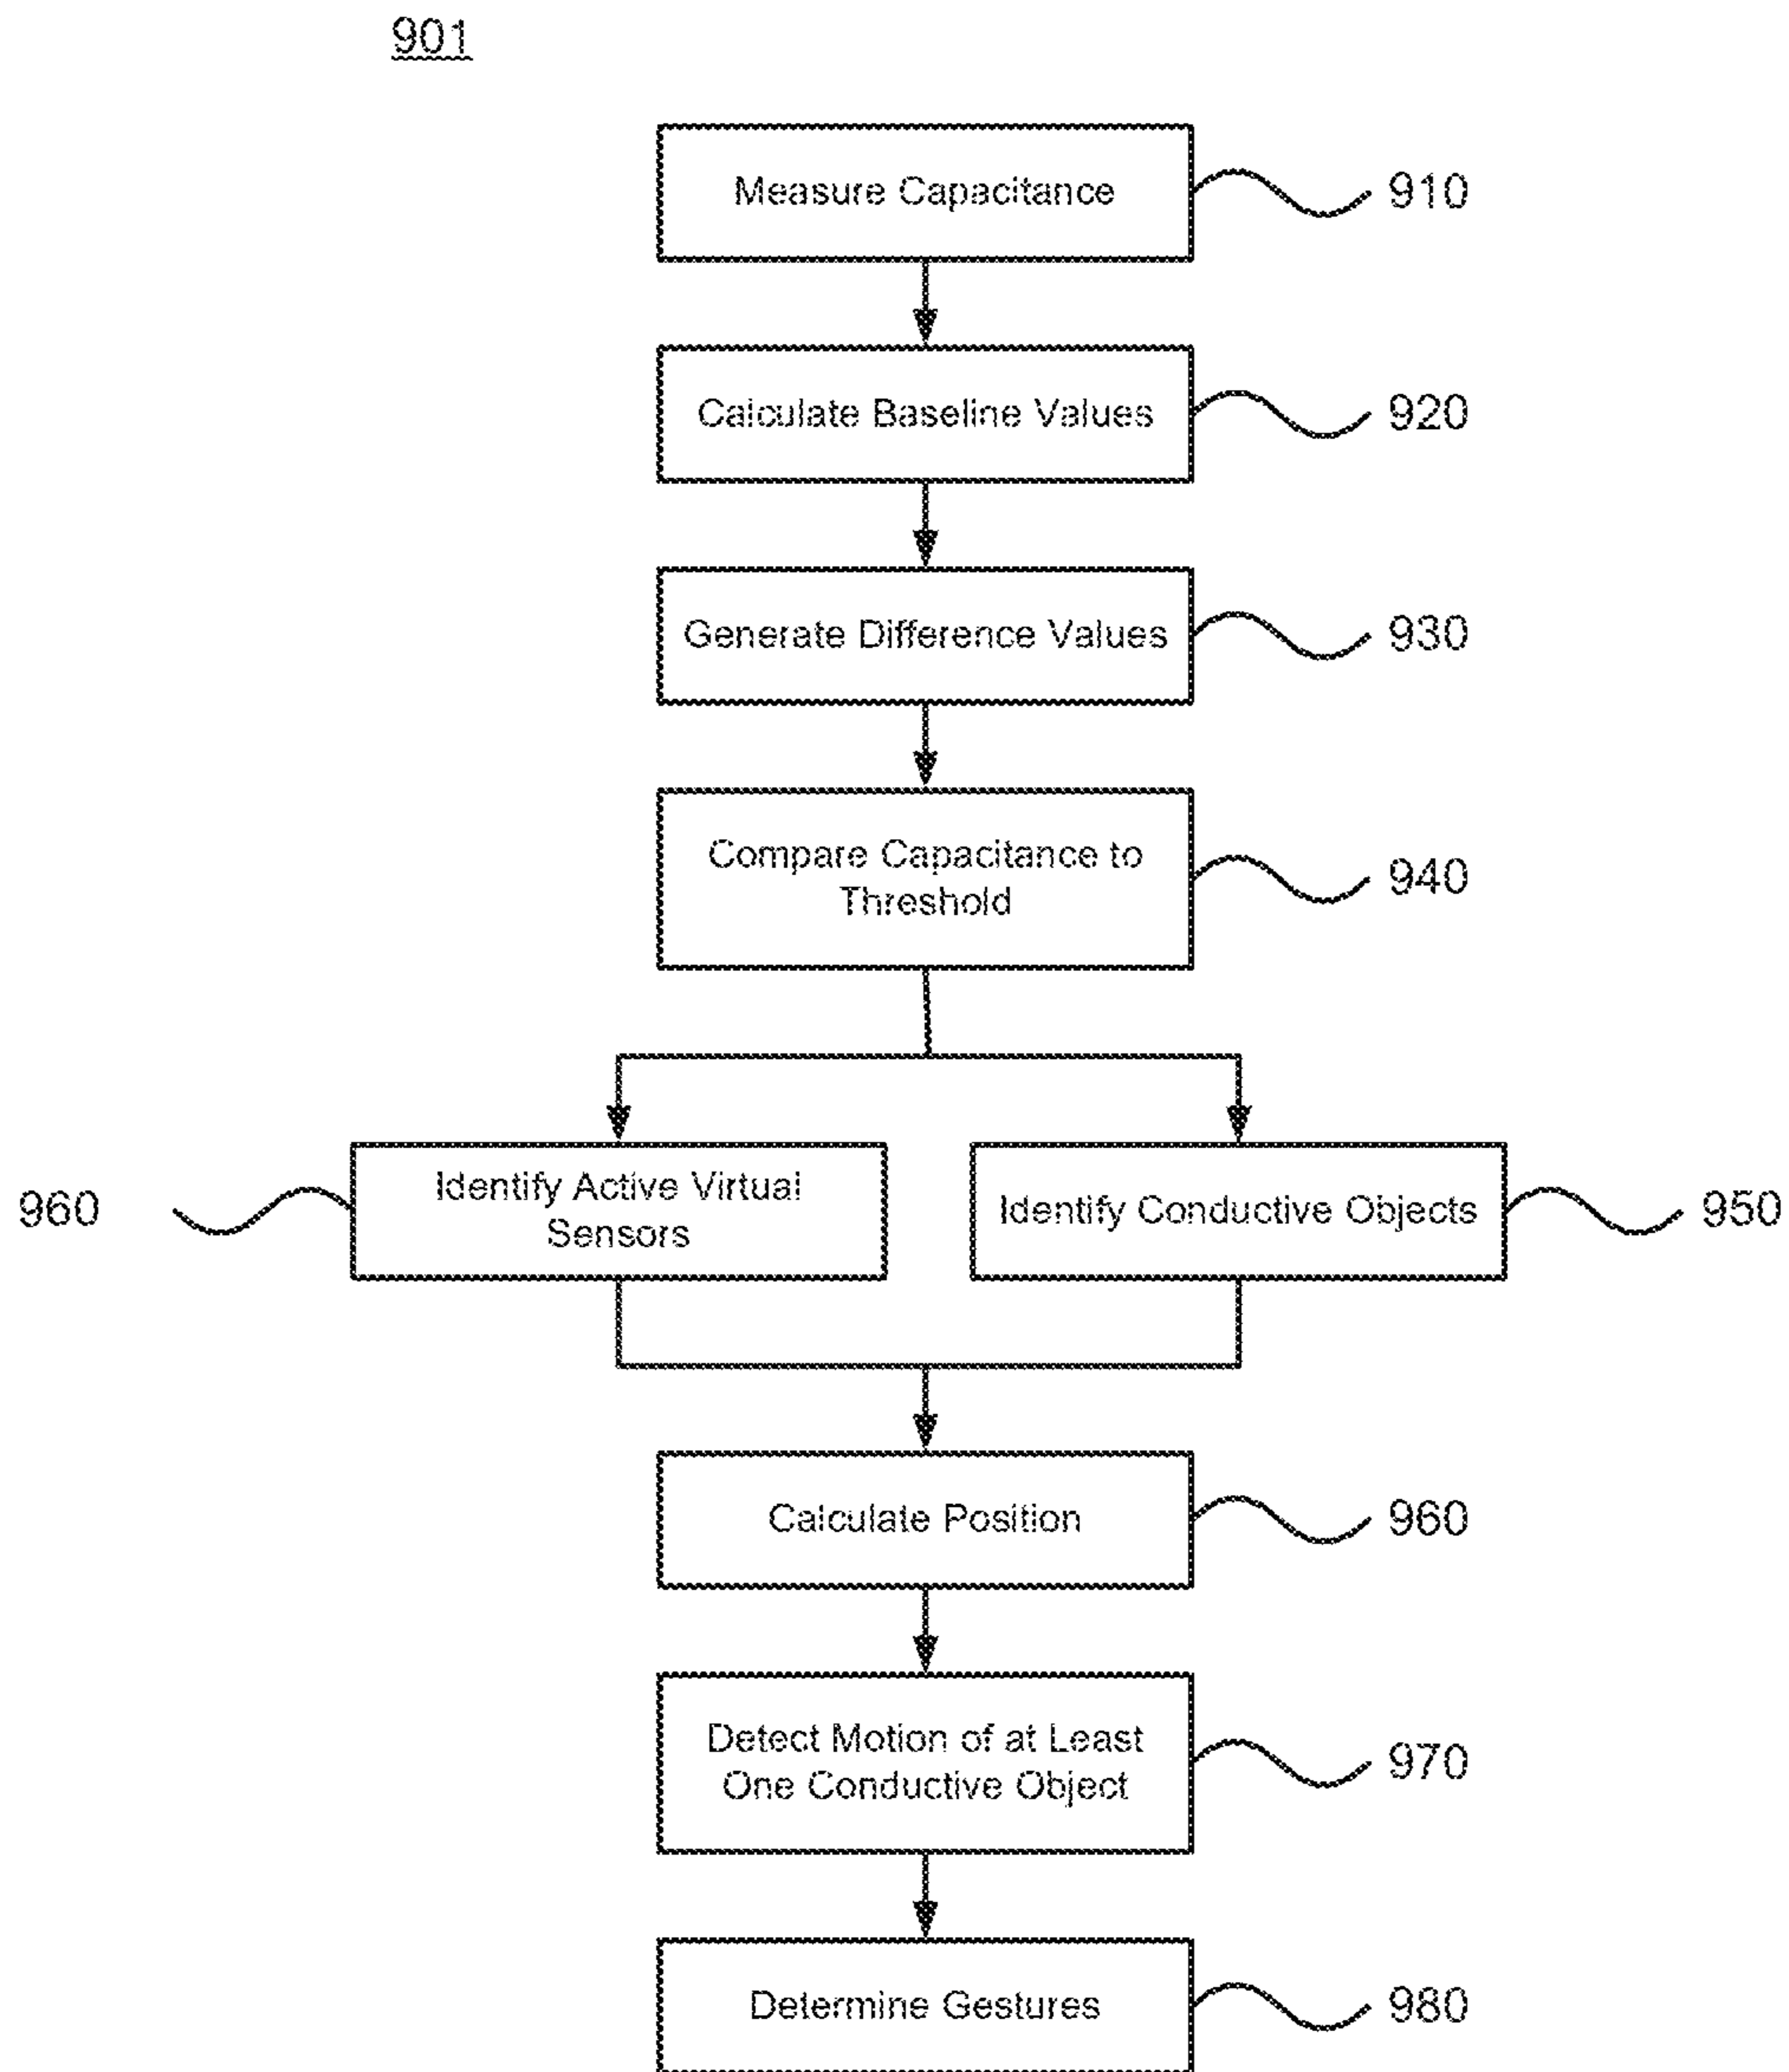 901
Measure Capacitance
910
Calculate Baseline Values
920
Generate Difference Values
930
Compare Capacitance to
Threshold
940
960
Identify Active Virtual
Sensors
Identify Conductive Objects
950
Calculate Position
960
Detect Motion of at Least
One Conductive Object
970
Determine Gestures
980